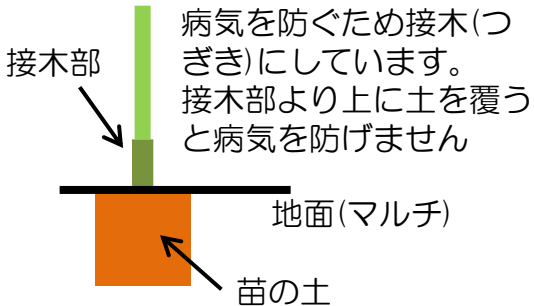 病気を防ぐため接木(つ
ぎき)にしています。
接木部より上に土を覆う
と病気を防げません
接木部
地面(マルチ)
苗の土